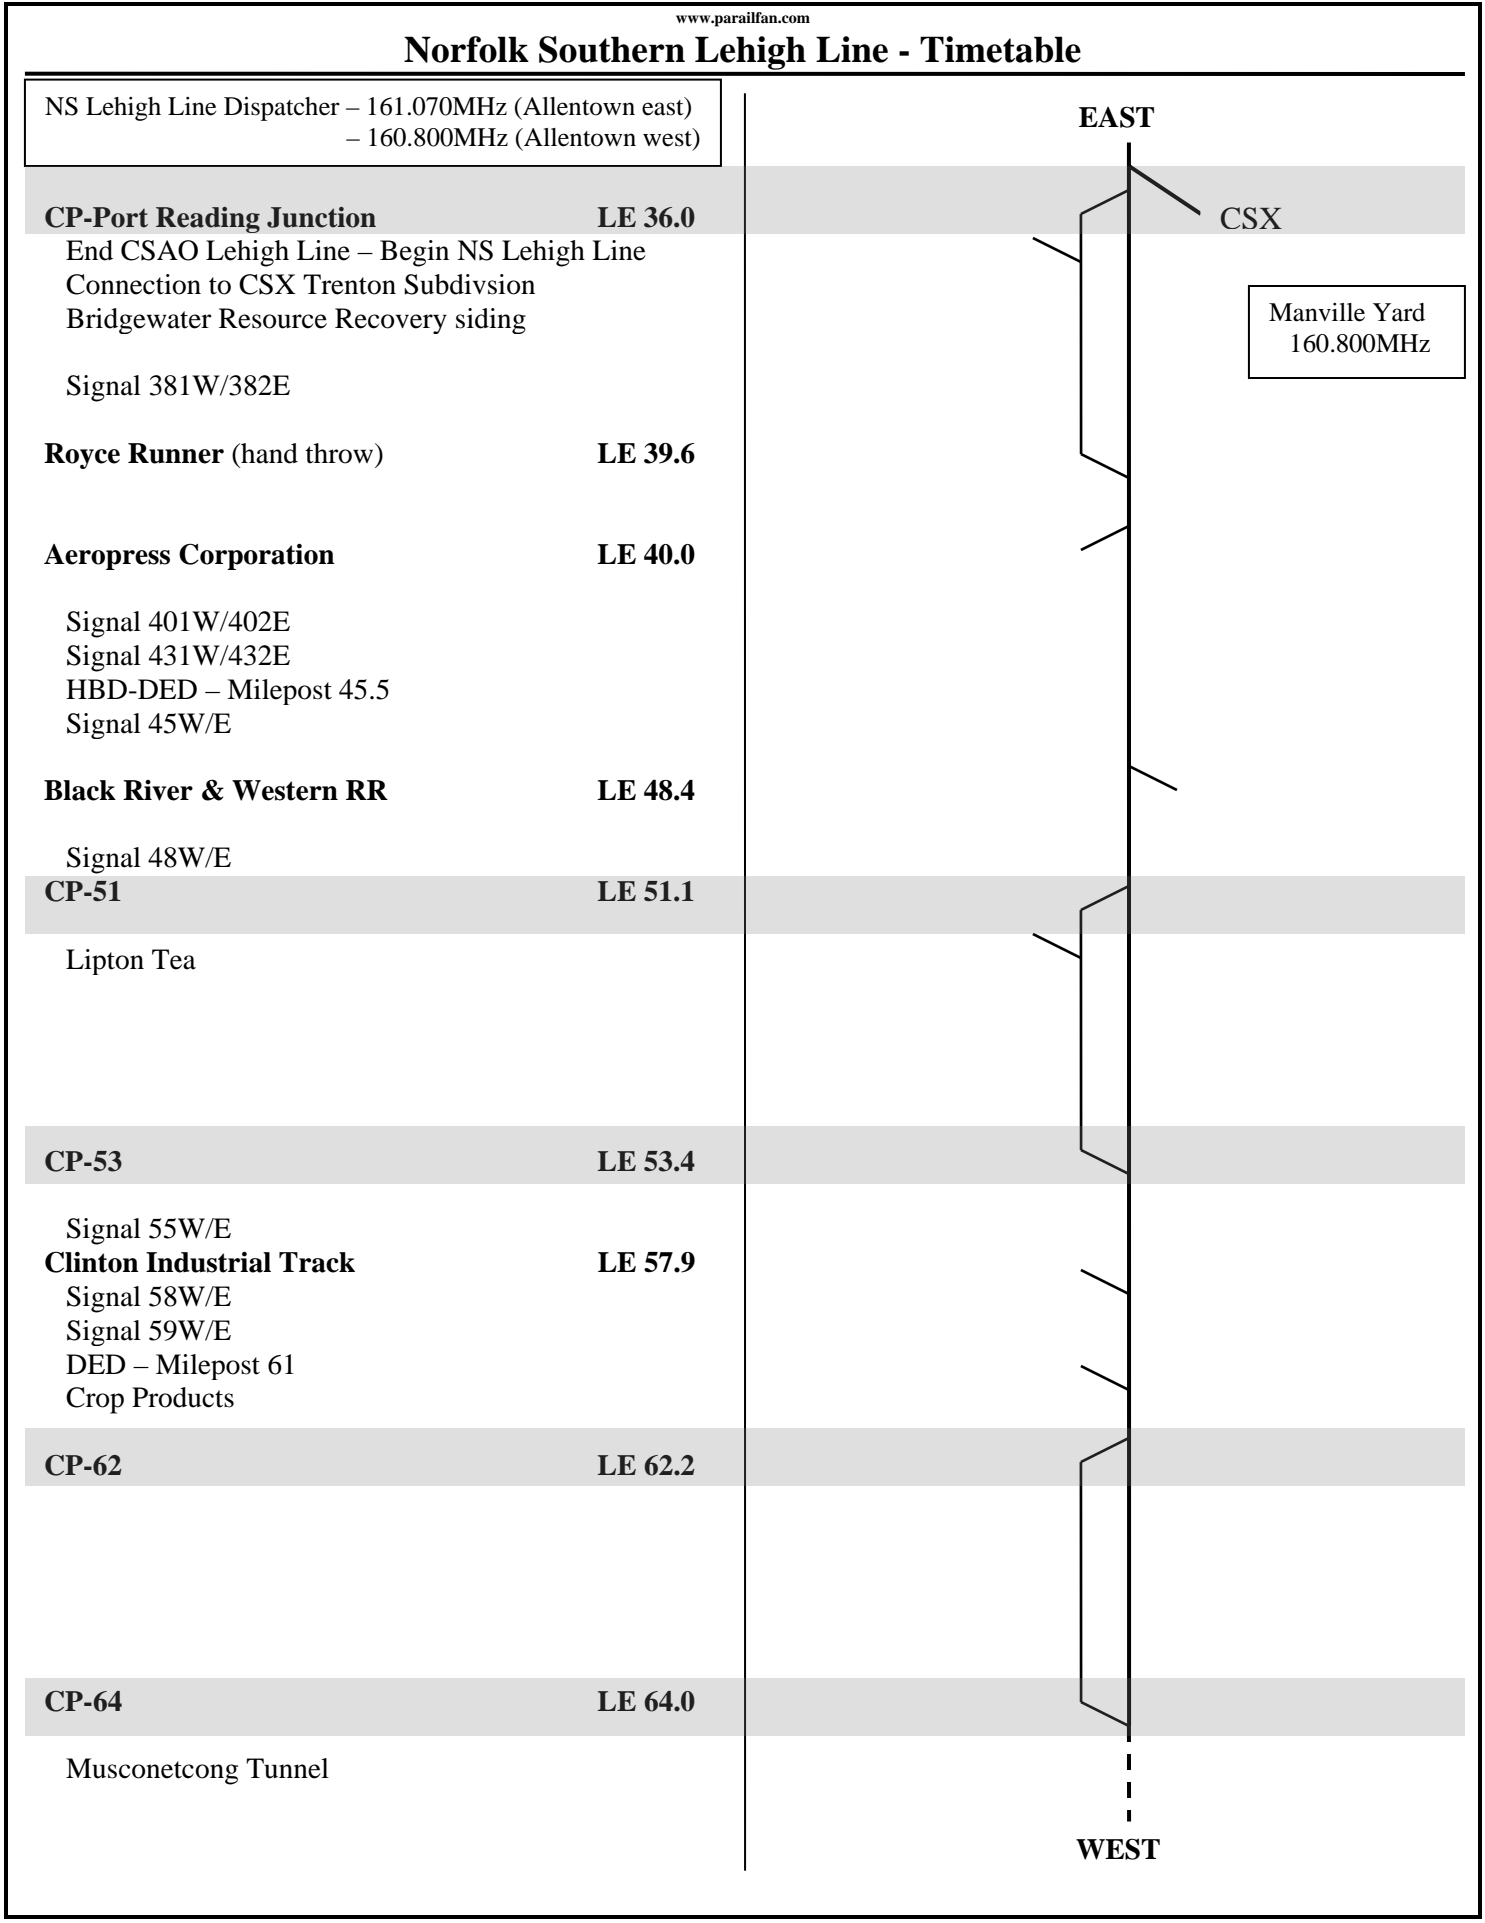 www.parailfan.com
Norfolk Southern Lehigh Line - Timetable
NS Lehigh Line Dispatcher – 161.070MHz (Allentown east)
– 160.800MHz (Allentown west)
EAST
CP-Port Reading Junction LE 36.0
CSX
End CSAO Lehigh Line – Begin NS Lehigh Line
Connection to CSX Trenton Subdivsion
Bridgewater Resource Recovery siding
Manville Yard
160.800MHz
Signal 381W/382E
Royce Runner (hand throw) LE 39.6
Aeropress Corporation LE 40.0
Signal 401W/402E
Signal 431W/432E
HBD-DED – Milepost 45.5
Signal 45W/E
Black River & Western RR LE 48.4
Signal 48W/E
CP-51 LE 51.1
Lipton Tea
CP-53 LE 53.4
Signal 55W/E
Clinton Industrial Track LE 57.9
Signal 58W/E
Signal 59W/E
DED – Milepost 61
Crop Products
CP-62 LE 62.2
CP-64 LE 64.0
Musconetcong Tunnel
WEST